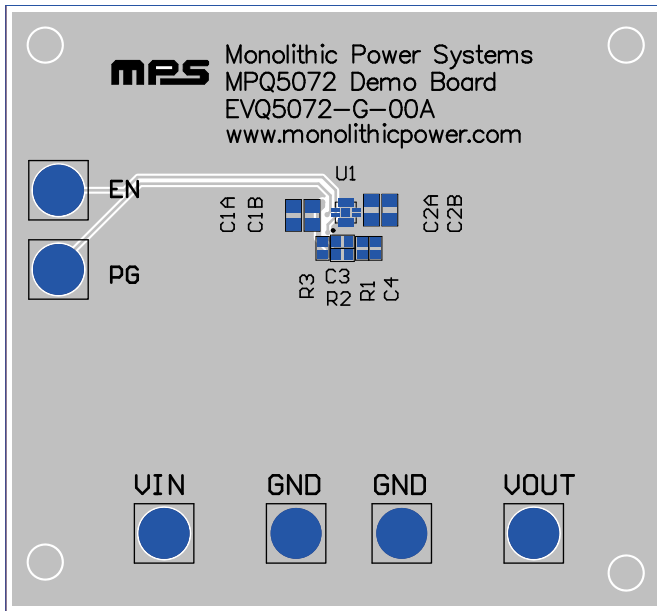 mps
Monolithic Power Systems
MPQ5072 Demo Board
EVQ5072-G-00A
www.monolithicpower.com
U1
EN
C1A
C1B
C2A
C2B
PG
R3
C3
R2
R1
C4
VIN
GND
GND
VOUT